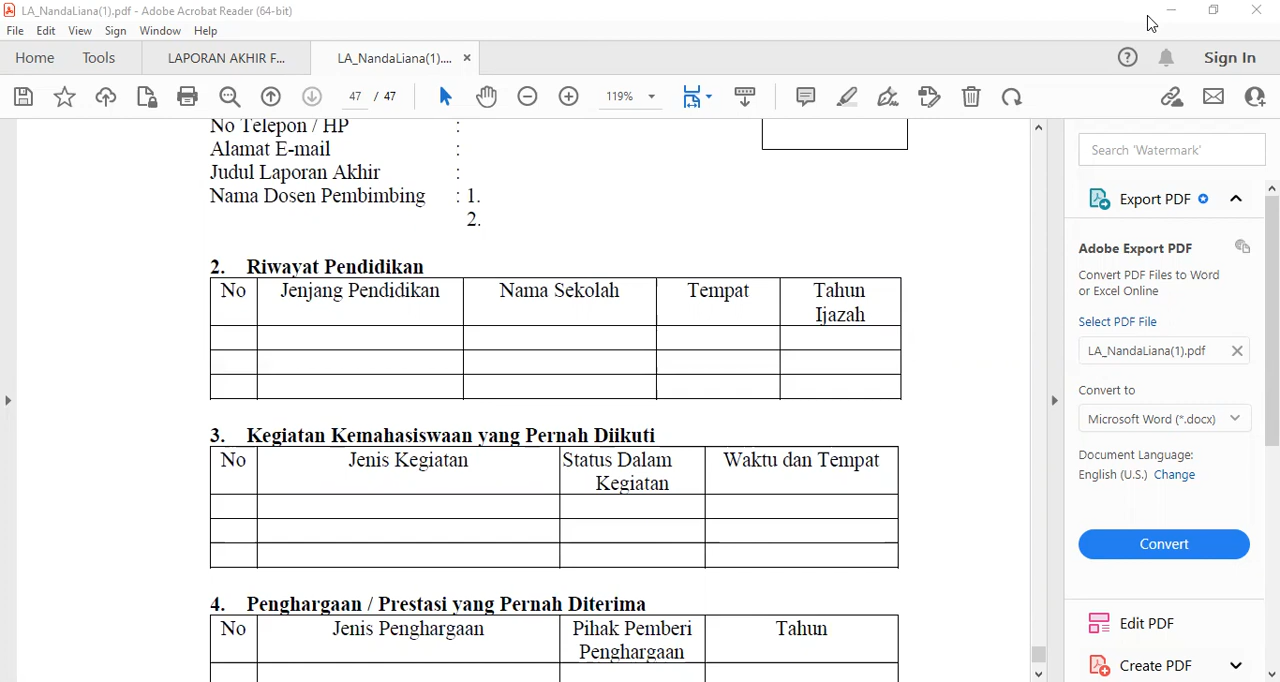 LA_NandaLiana(1).pdf - Adobe Acrobat Reader (64-bit)
File Edit View Sign Window Help
Home Tools LAPORAN AKHIR F... LA_NandaLiana(1).... × Sign In
47 / 47 119%
No Telepon / HP :
Alamat E-mail :
Judul Laporan Akhir :
Nama Dosen Pembimbing : 1.
2.
2. Riwayat Pendidikan
No Jenjang Pendidikan Nama Sekolah Tempat Tahun
Ijazah
3. Kegiatan Kemahasiswaan yang Pernah Diikuti
No Jenis Kegiatan Status Dalam Waktu dan Tempat
Kegiatan
4. Penghargaan / Prestasi yang Pernah Diterima
No Jenis Penghargaan Pihak Pemberi Tahun
Penghargaan
Search 'Watermark'
Export PDF
Adobe Export PDF
Convert PDF Files to Word
or Excel Online
Select PDF File
LA_NandaLiana(1).pdf
Convert to
Microsoft Word (*.docx)
Document Language:
English (U.S.) Change
Convert
Edit PDF
Create PDF